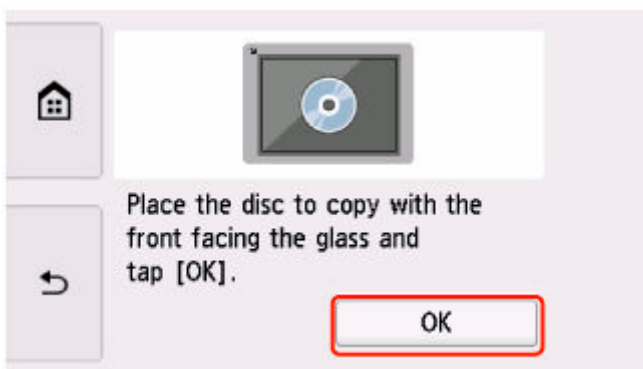 Place the disc to copy with the
front facing the glass and
tap [OK].
OK